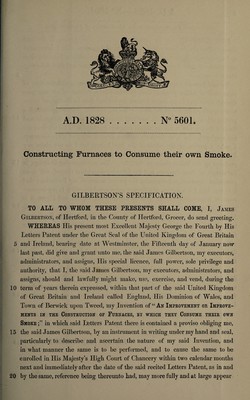 A.D. 1828 . . . . . . . N° 5601.
Constructing Furnaces to Consume their own Smoke.
GILBERTSON'S SPECIFICATION.
TO ALL TO WHOM THESE PRESENTS SHALL COME, I, James
Gilbertson, of Hertford, in the County of Hertford, Grocer, do send greeting.
WHEREAS His present most Excellent Majesty George the Fourth by His
Letters Patent under the Great Seal of the United Kingdom of Great Britain
5 and Ireland, bearing date at Westminster, the Fifteenth day of January now
last past, did give and grant unto me, the said James Gilbertson, my executors,
administrators, and assigns, His special licence, full power, sole privilege and
authority, that I, the said James Gilbertson, my executors, administrators, and
assigns, should and lawfully might make, use, exercise, and vend, during the
10 term of years therein expressed, within that part of the said United Kingdom
of Great Britain and Ireland called England, His Dominion of Wales, and
Town of Berwick upon Tweed, my Invention of "An Improvement or Improve-
ments in the Construction of Furnaces, by which they Consume their own
Smoke;" in which said Letters Patent there is contained a proviso obliging me,
15 the said James Gilbertson, by an instrument in writing under my hand and seal,
particularly to describe and ascertain the nature of my said Invention, and
in what manner the same is to be performed, and to cause the same to be
enrolled in His Majesty's High Court of Chancery within two calendar months
next and immediately after the date of the said recited Letters Patent, as in and
20 by the same, reference being thereunto had, may more fully and at large appear